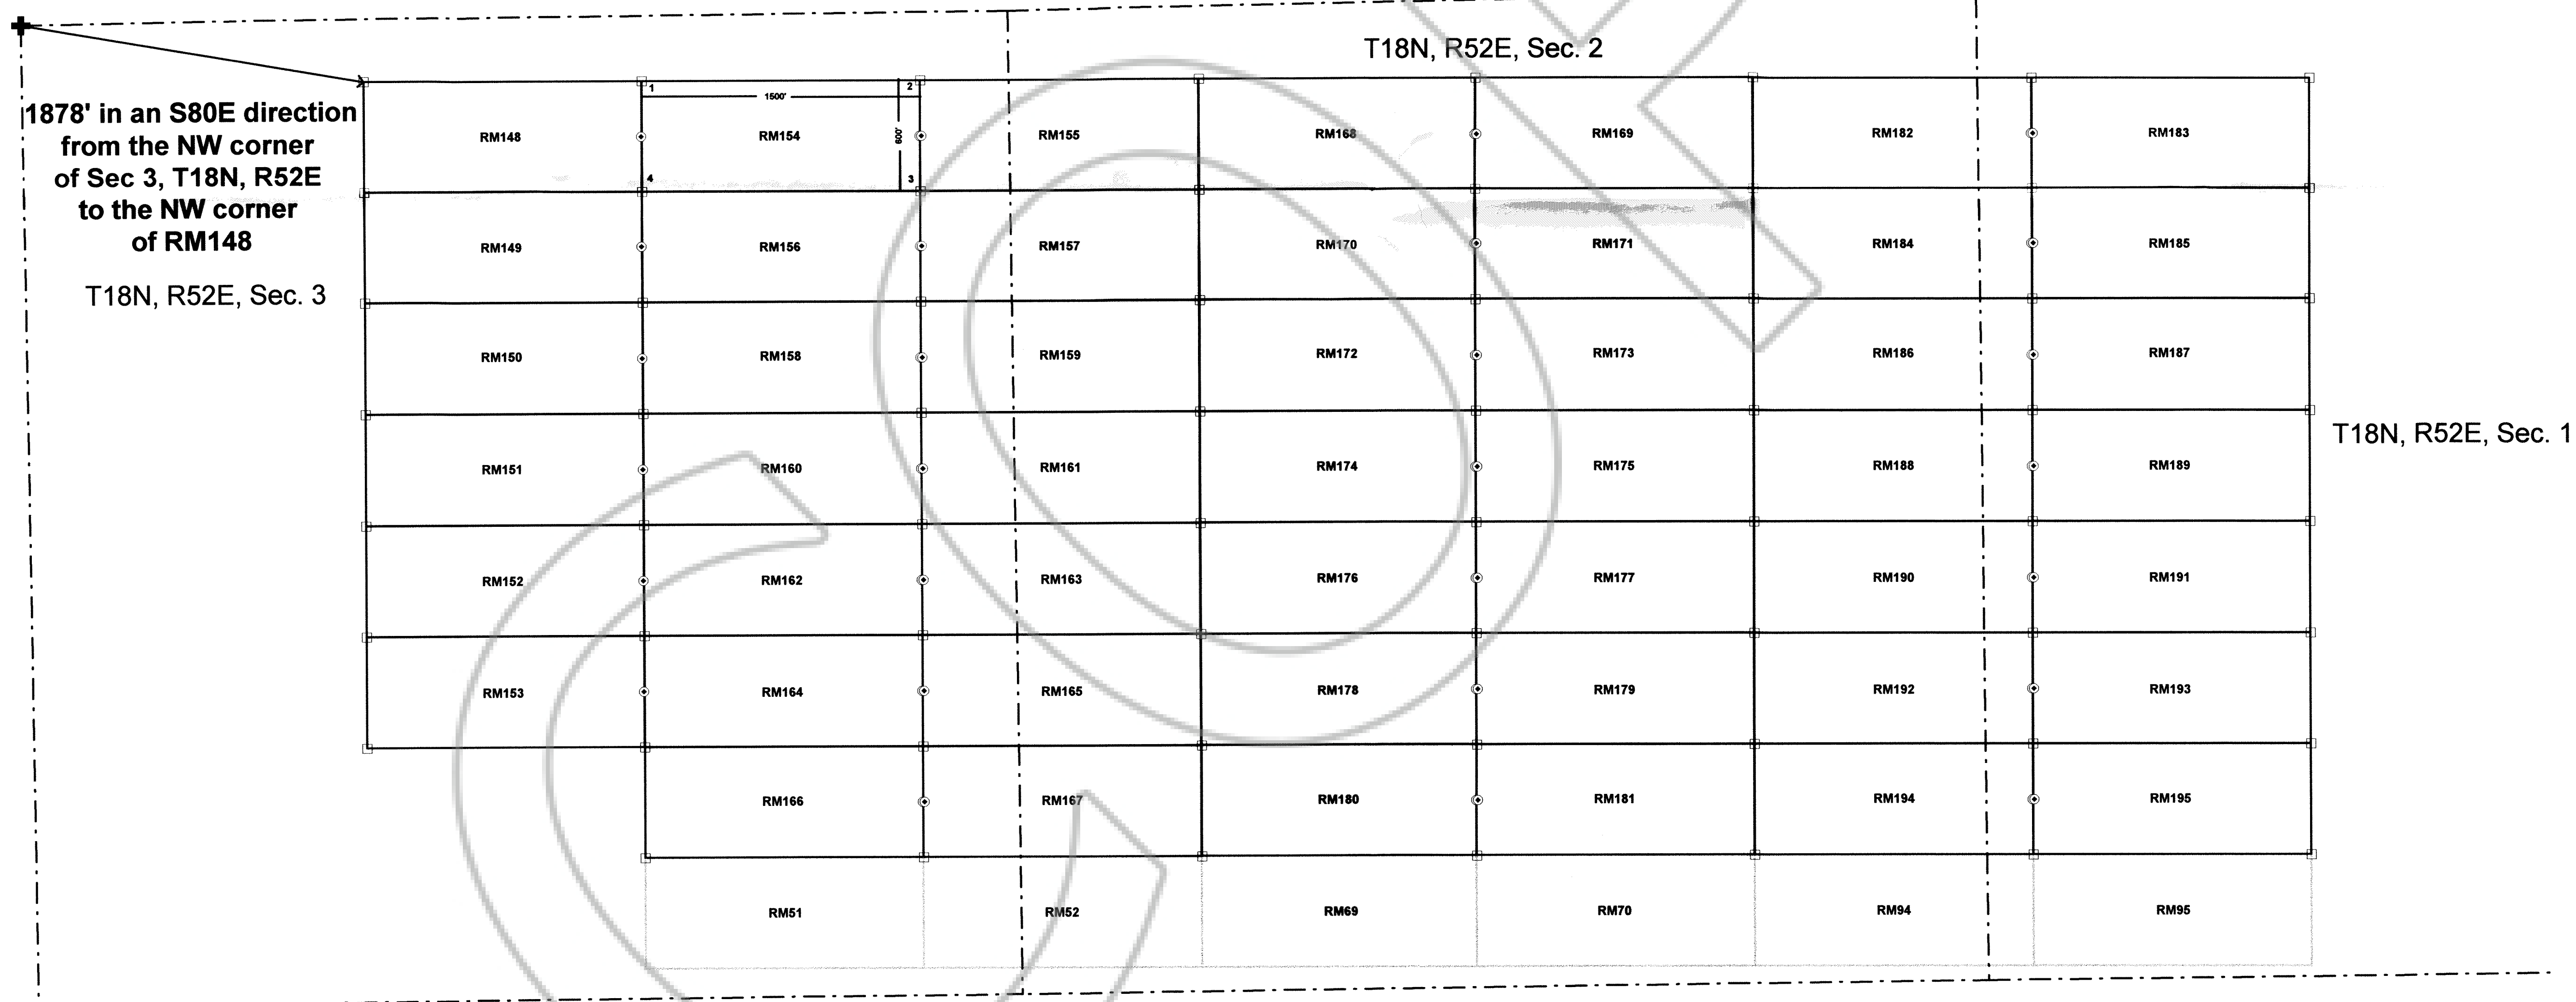 T18N, R52E, Sec. 2
1878' in an S80E direction
from the NW corner
of Sec 3, T18N, R52E
to the NW corner
of RM148
T18N, R52E, Sec. 3
1 1500' 2
600'
4 3
RM148 RM154 RM155 RM168 RM169 RM182 RM183
RM149 RM156 RM157 RM170 RM171 RM184 RM185
RM150 RM158 RM159 RM172 RM173 RM186 RM187
T18N, R52E, Sec. 1
RM151 RM160 RM161 RM174 RM175 RM188 RM189
RM152 RM162 RM163 RM176 RM177 RM190 RM191
RM153 RM164 RM165 RM178 RM179 RM192 RM193
RM166 RM167 RM180 RM181 RM194 RM195
RM51 RM52 RM69 RM70 RM94 RM95